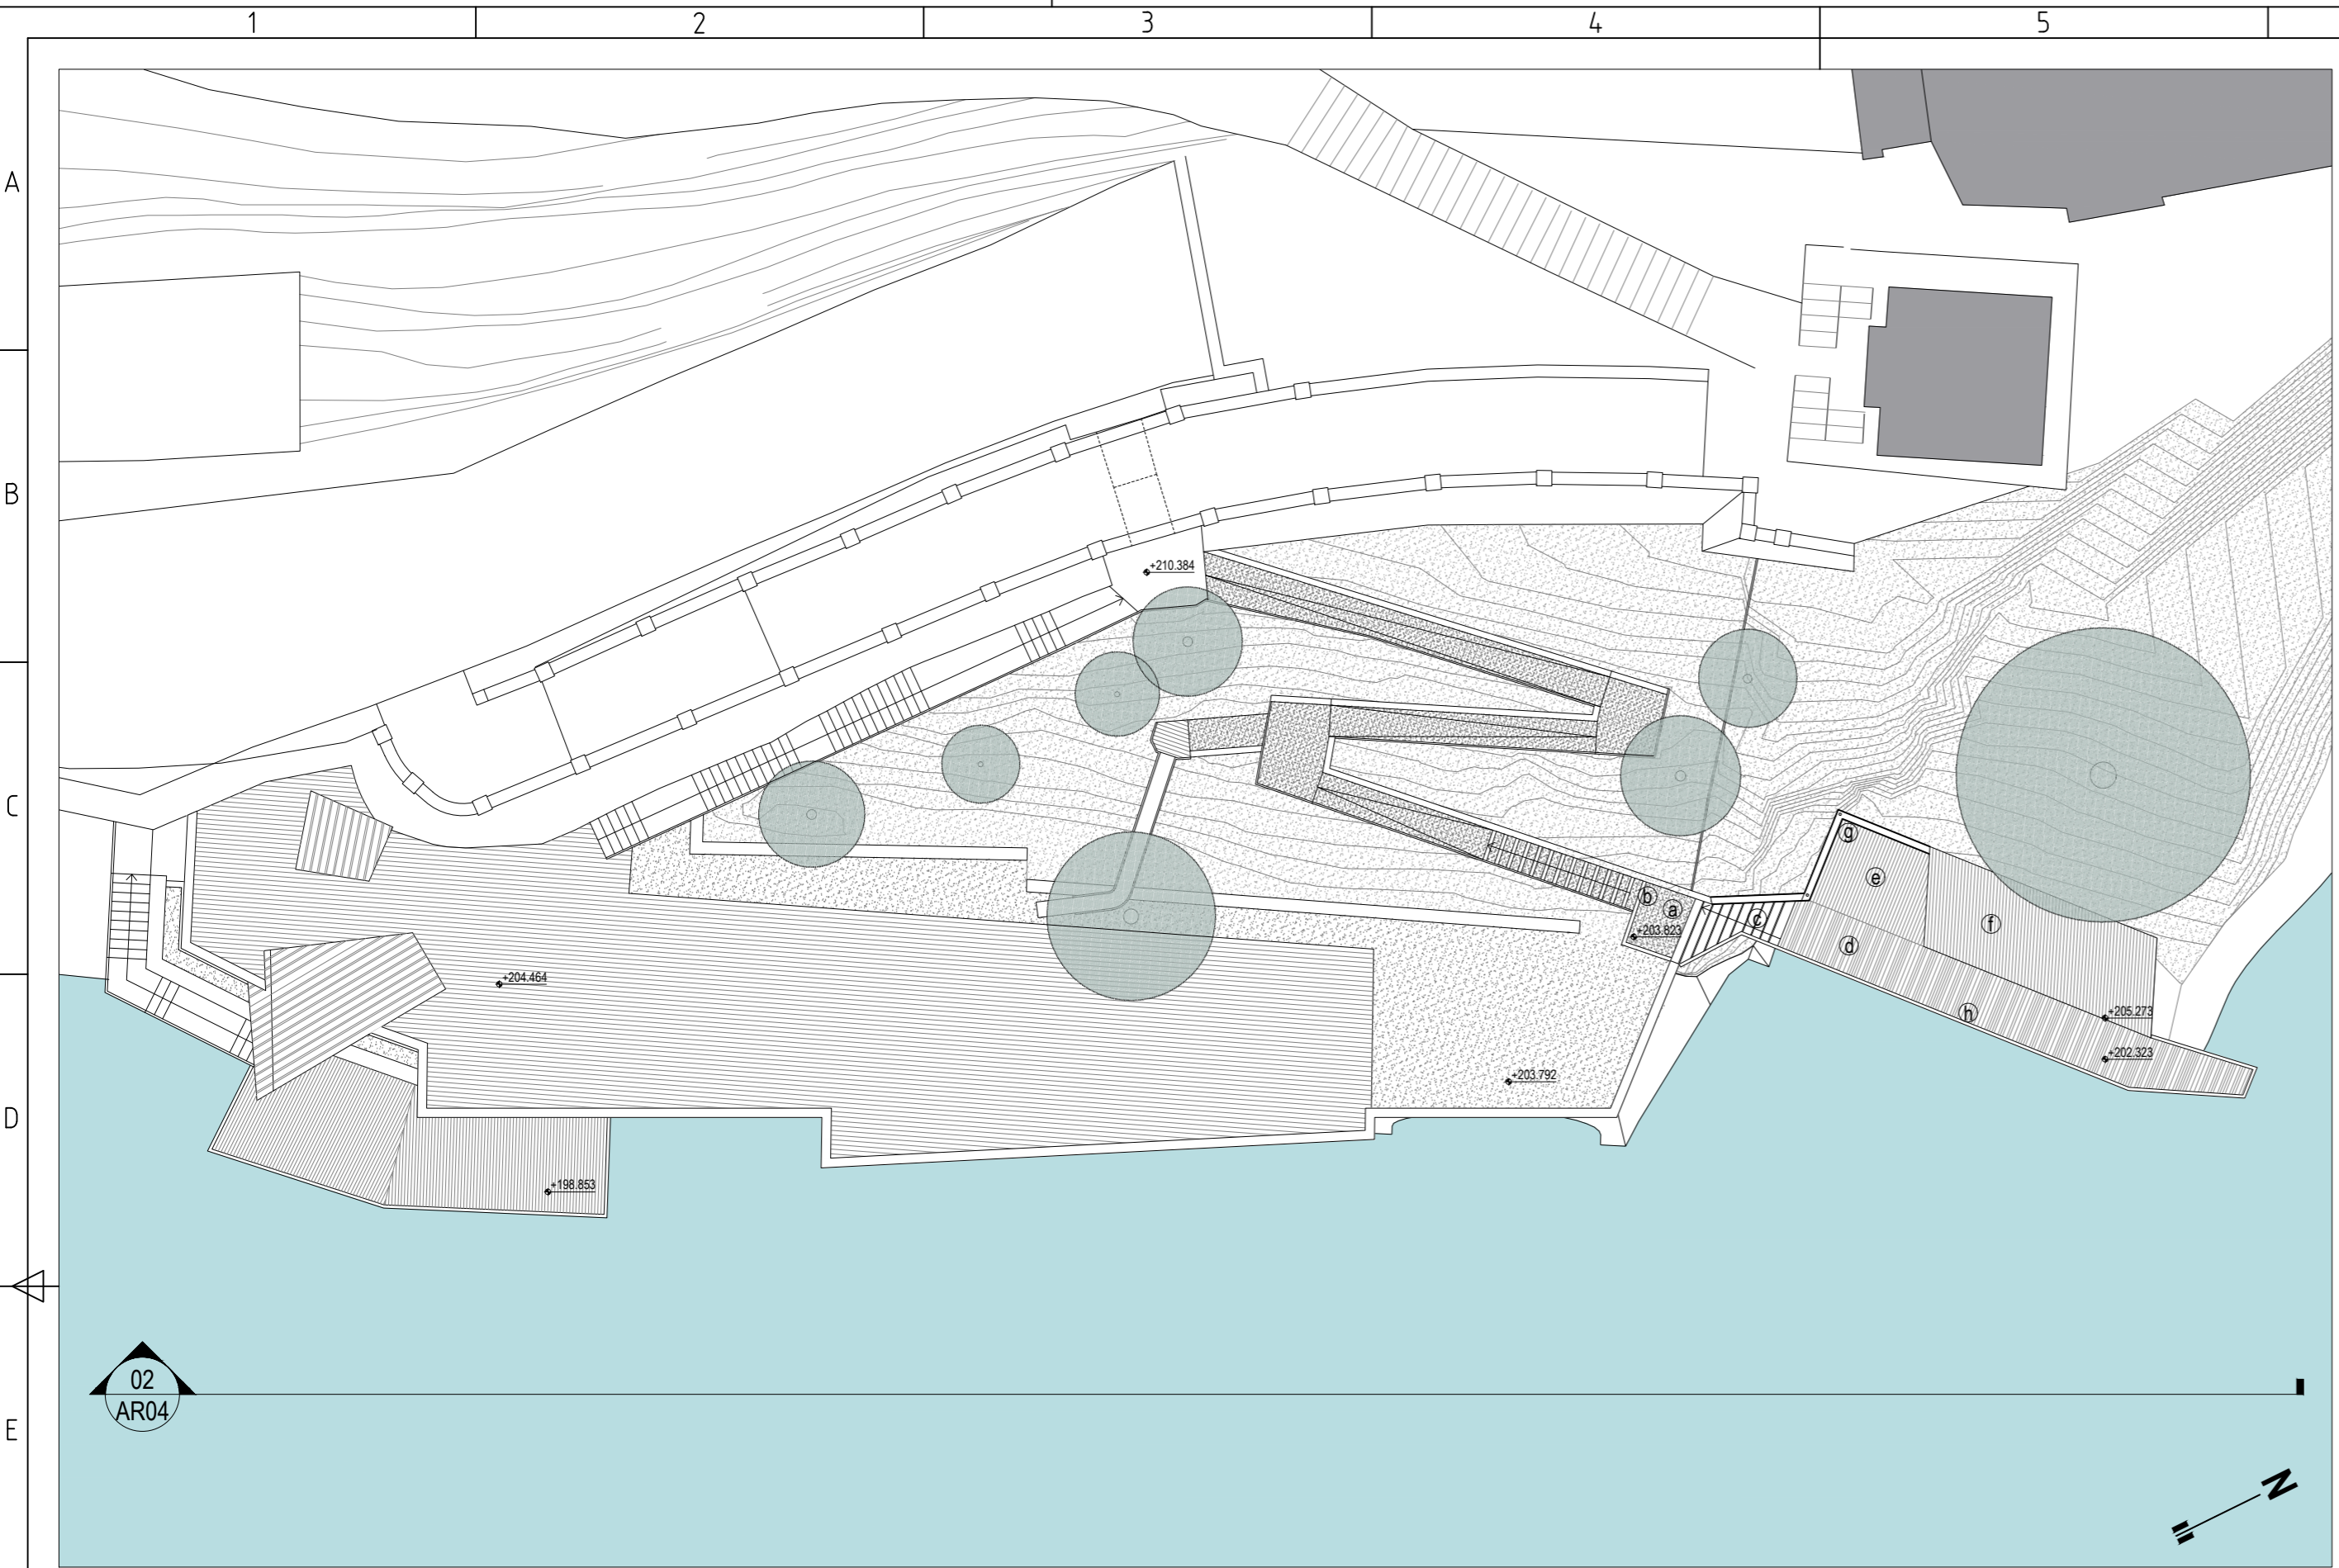 1 2 3 4 5
A
B
+210.384
C
g
e
b
a
c
f
+203.823
d
+204.464
h
+205.273
+202.323
+203.792
D
+198.853
02
AR04
E
N